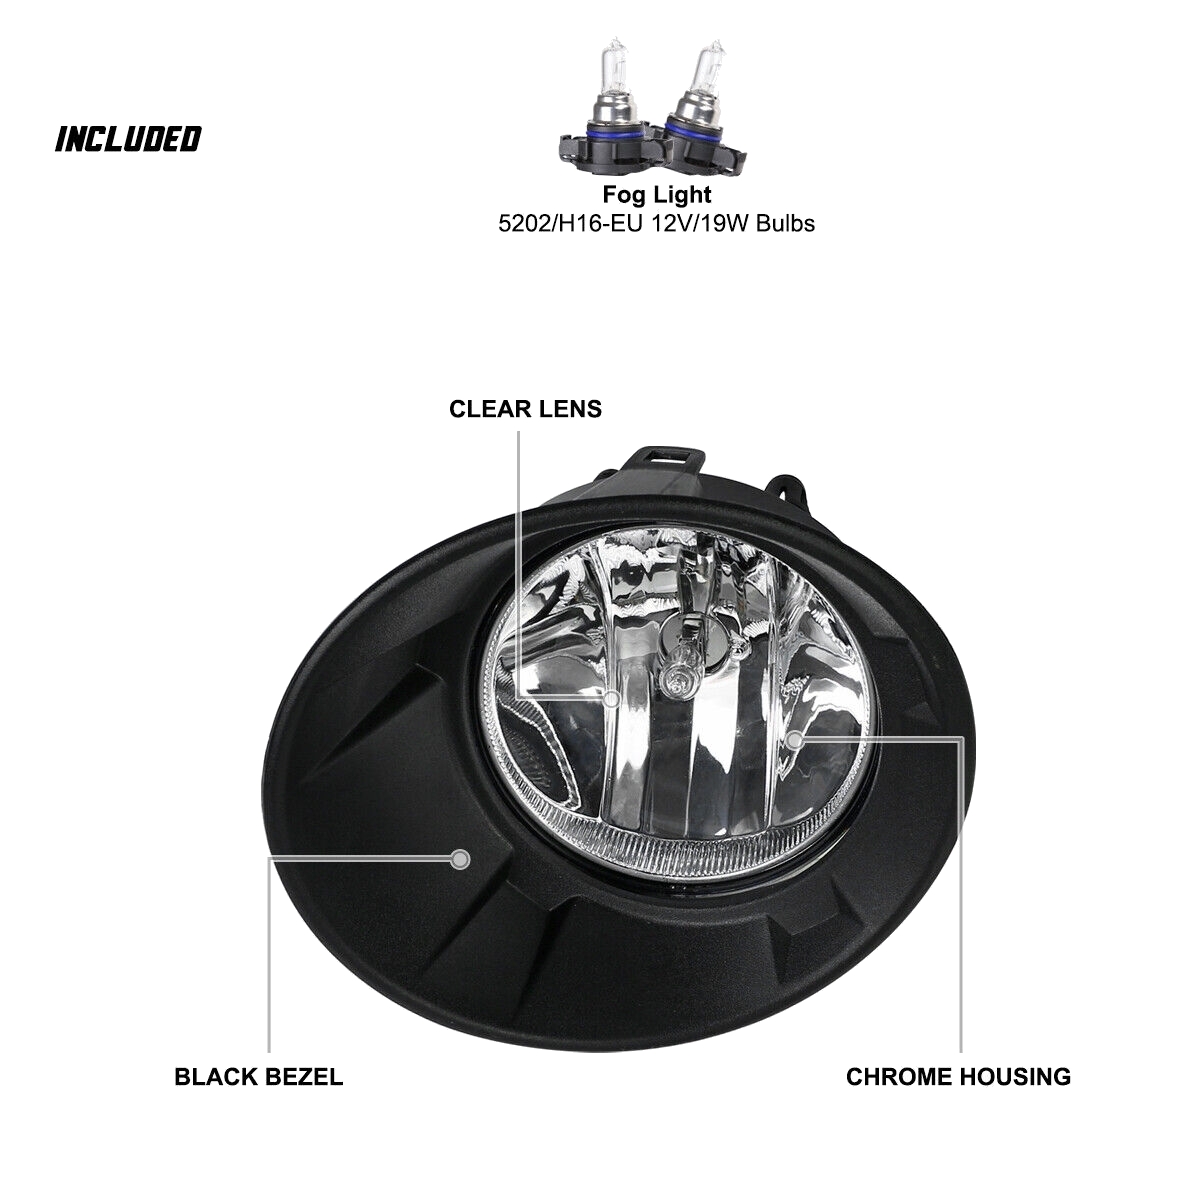 INCLUDED
Fog Light
5202/H16-EU 12V/19W Bulbs
CLEAR LENS
BLACK BEZEL
CHROME HOUSING